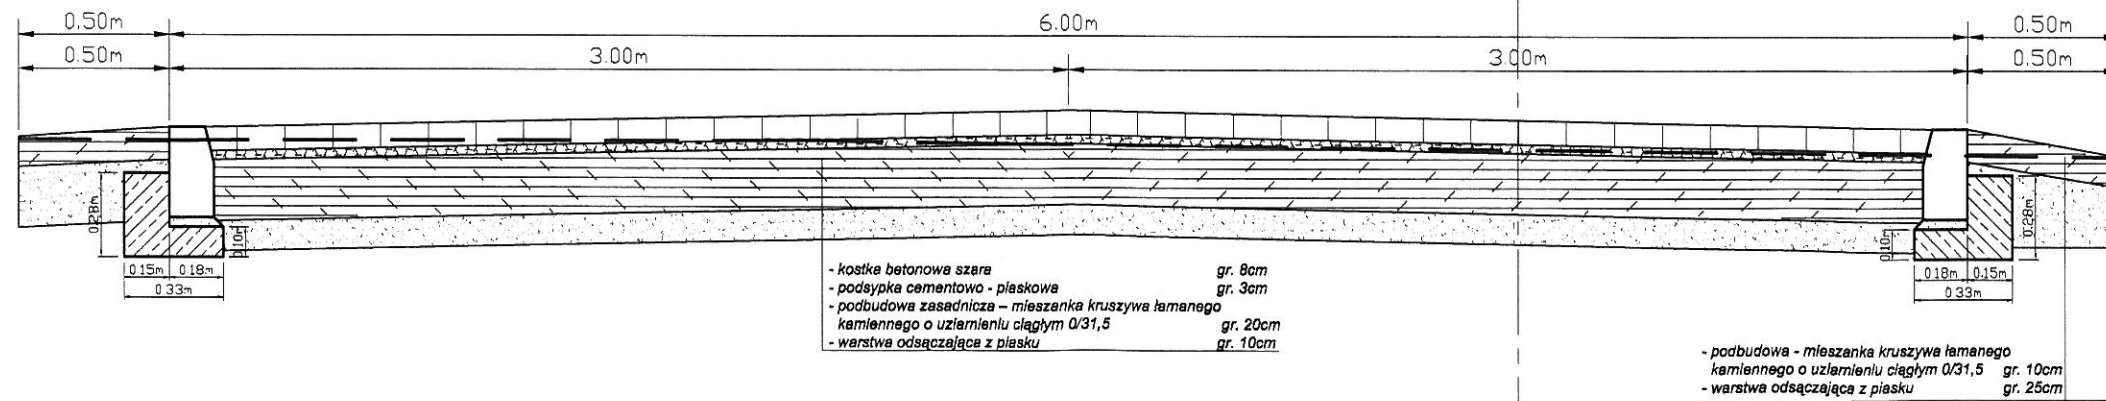 0.50m 6.00m 0.50m
0.50m 3.00m 3.00m 0.50m
0.28m
0.10m
0.15m 0.18m
0.33m
0.10m
0.28m
0.18m 0.15m
0.33m
- kostka betonowa szara gr. 8cm
- podsypka cementowo - piaskowa gr. 3cm
- podbudowa zasadnicza – mieszanka kruszywa łamanego
kamiennego o uziarnieniu ciągłym 0/31,5 gr. 20cm
- warstwa odsączająca z piasku gr. 10cm
- podbudowa - mieszanka kruszywa łamanego
kamiennego o uziarnieniu ciągłym 0/31,5 gr. 10cm
- warstwa odsączająca z piasku gr. 25cm